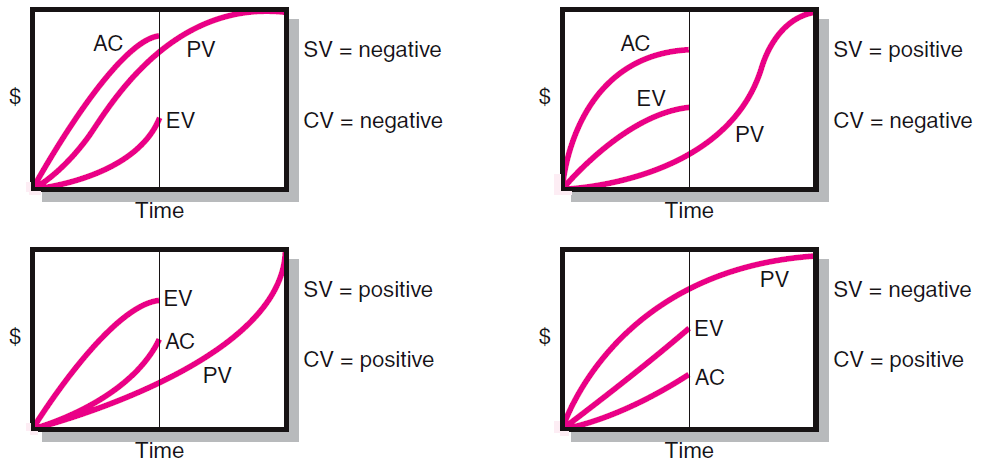 AC
PV
SV = negative
$
EV
CV = negative
Time
AC
SV = positive
$
EV
PV
CV = negative
Time
EV
SV = positive
$
AC
CV = positive
PV
Time
PV
SV = negative
$
EV
CV = positive
AC
Time